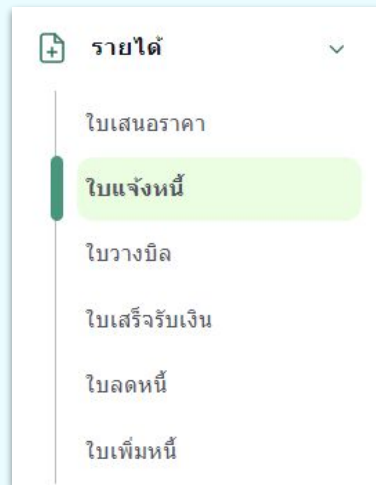 รายได้
ใบเสนอราคา
ใบแจ้งหนี้
ใบวางบิล
ใบเสร็จรับเงิน
ใบลดหนี้
ใบเพิ่มหนี้